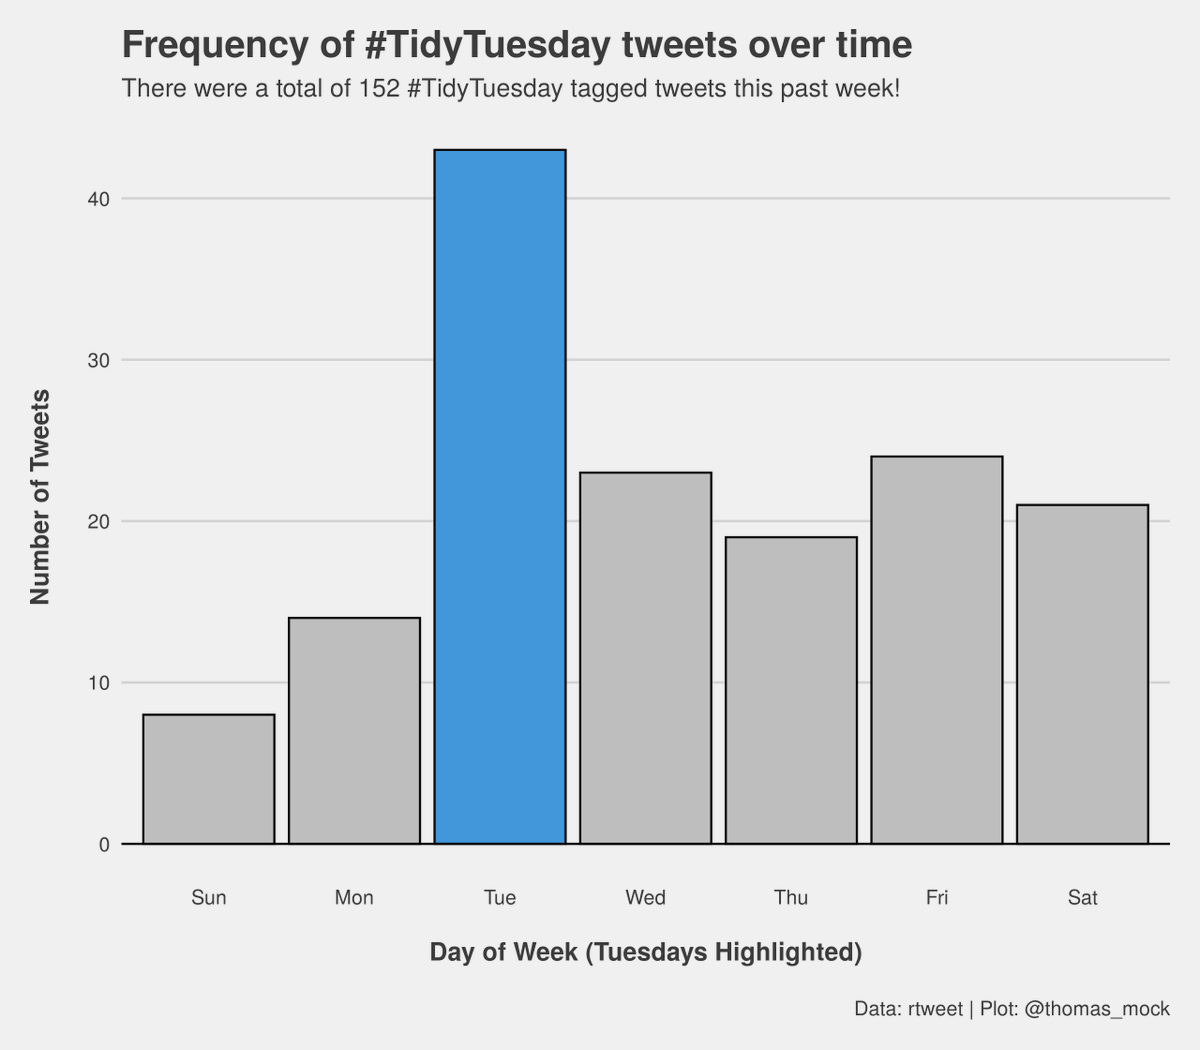 Frequency of #TidyTuesday tweets over time
There were a total of 152 #TidyTuesday tagged tweets this past week!
Number of Tweets
40
30
20
10
0
Sun Mon Tue Wed Thu Fri Sat
Day of Week (Tuesdays Highlighted)
Data: rtweet | Plot: @thomas_mock